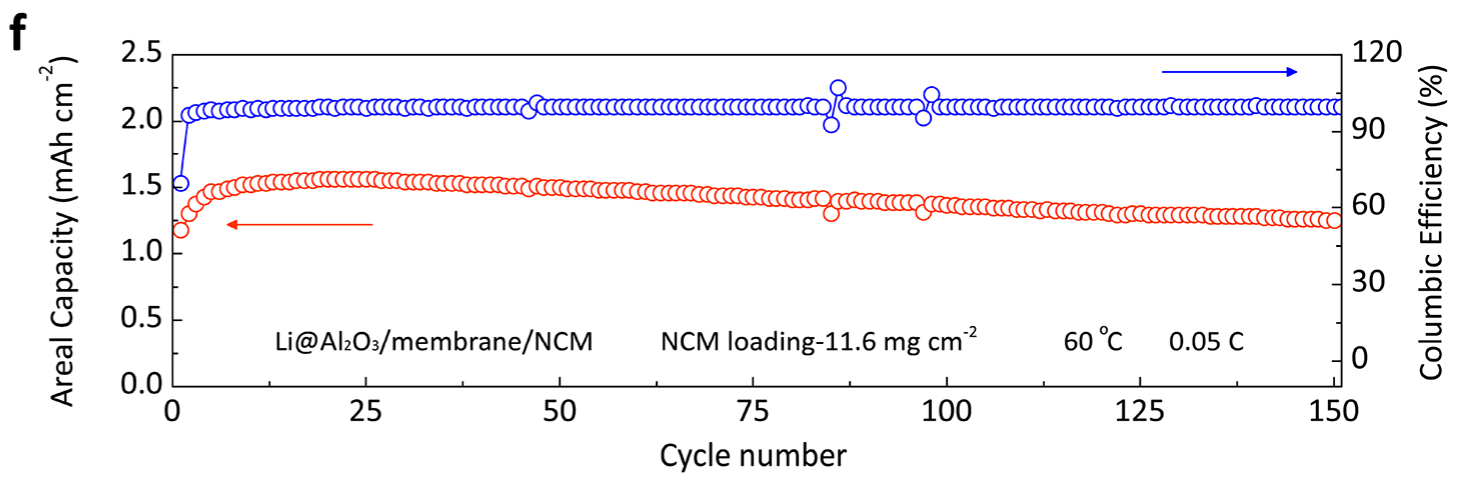 f
Areal Capacity (mAh cm⁻²)
2.5
2.0
1.5
1.0
0.5
0.0
120
90
60
30
0
Columbic Efficiency (%)
Li@Al₂O₃/membrane/NCM NCM loading-11.6 mg cm⁻² 60 °C 0.05 C
0 25 50 75 100 125 150
Cycle number